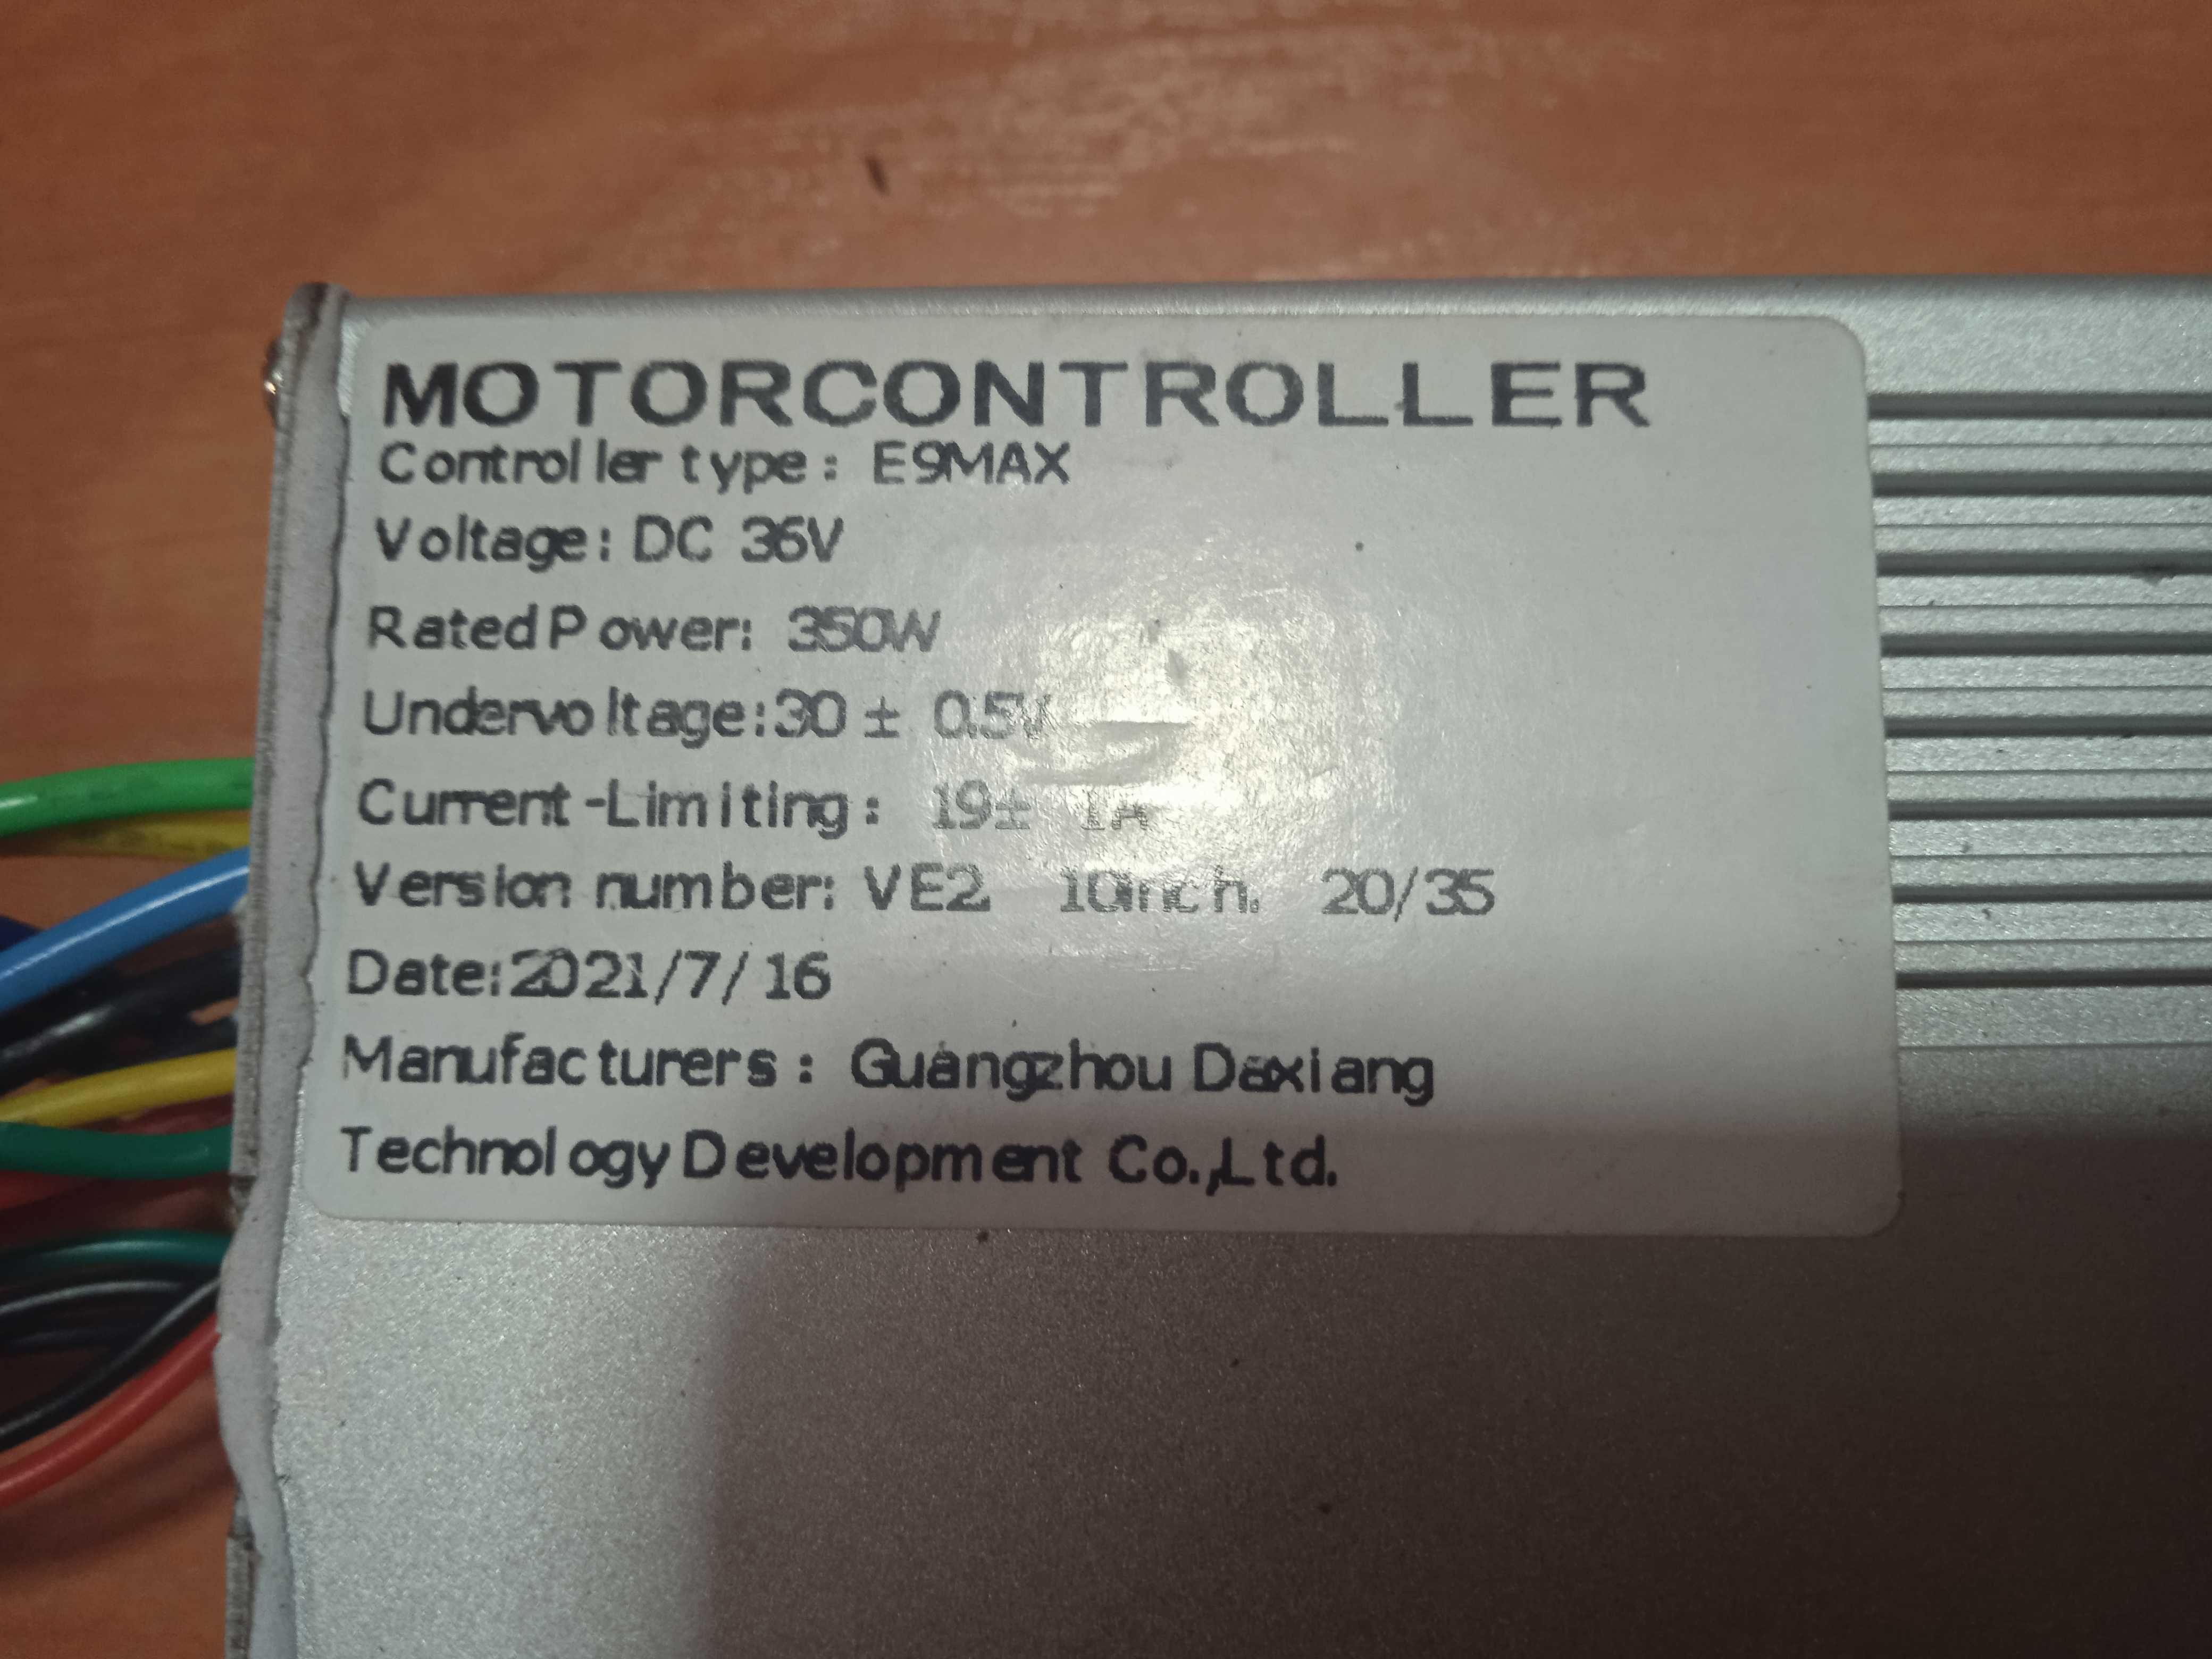 MOTORCONTROLLER
Controller type: E9MAX
Voltage: DC 36V
Rated Power: 350W
Undervoltage:30 ± 0.5V
Current-Limiting: 19± 1A
Version number: VE2 10inch. 20/35
Date:2021/7/16
Manufacturers: Guangzhou Daxiang
Technology Development Co.,Ltd.